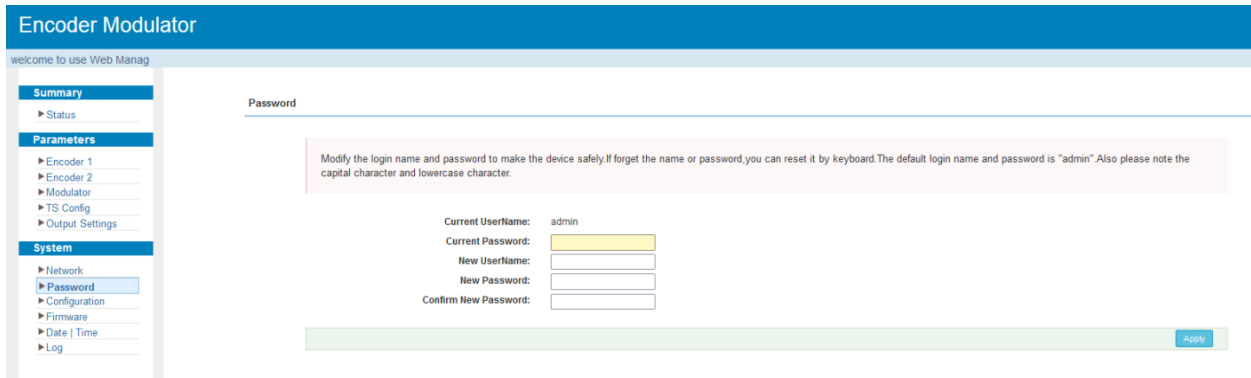 Encoder Modulator
welcome to use Web Manag
Summary
Status
Parameters
Encoder 1
Encoder 2
Modulator
TS Config
Output Settings
System
Network
Password
Configuration
Firmware
Date | Time
Log
Password
Modify the login name and password to make the device safely.If forget the name or password,you can reset it by keyboard.The default login name and password is "admin".Also please note the
capital character and lowercase character.
Current UserName: admin
Current Password:
New UserName:
New Password:
Confirm New Password:
Apply